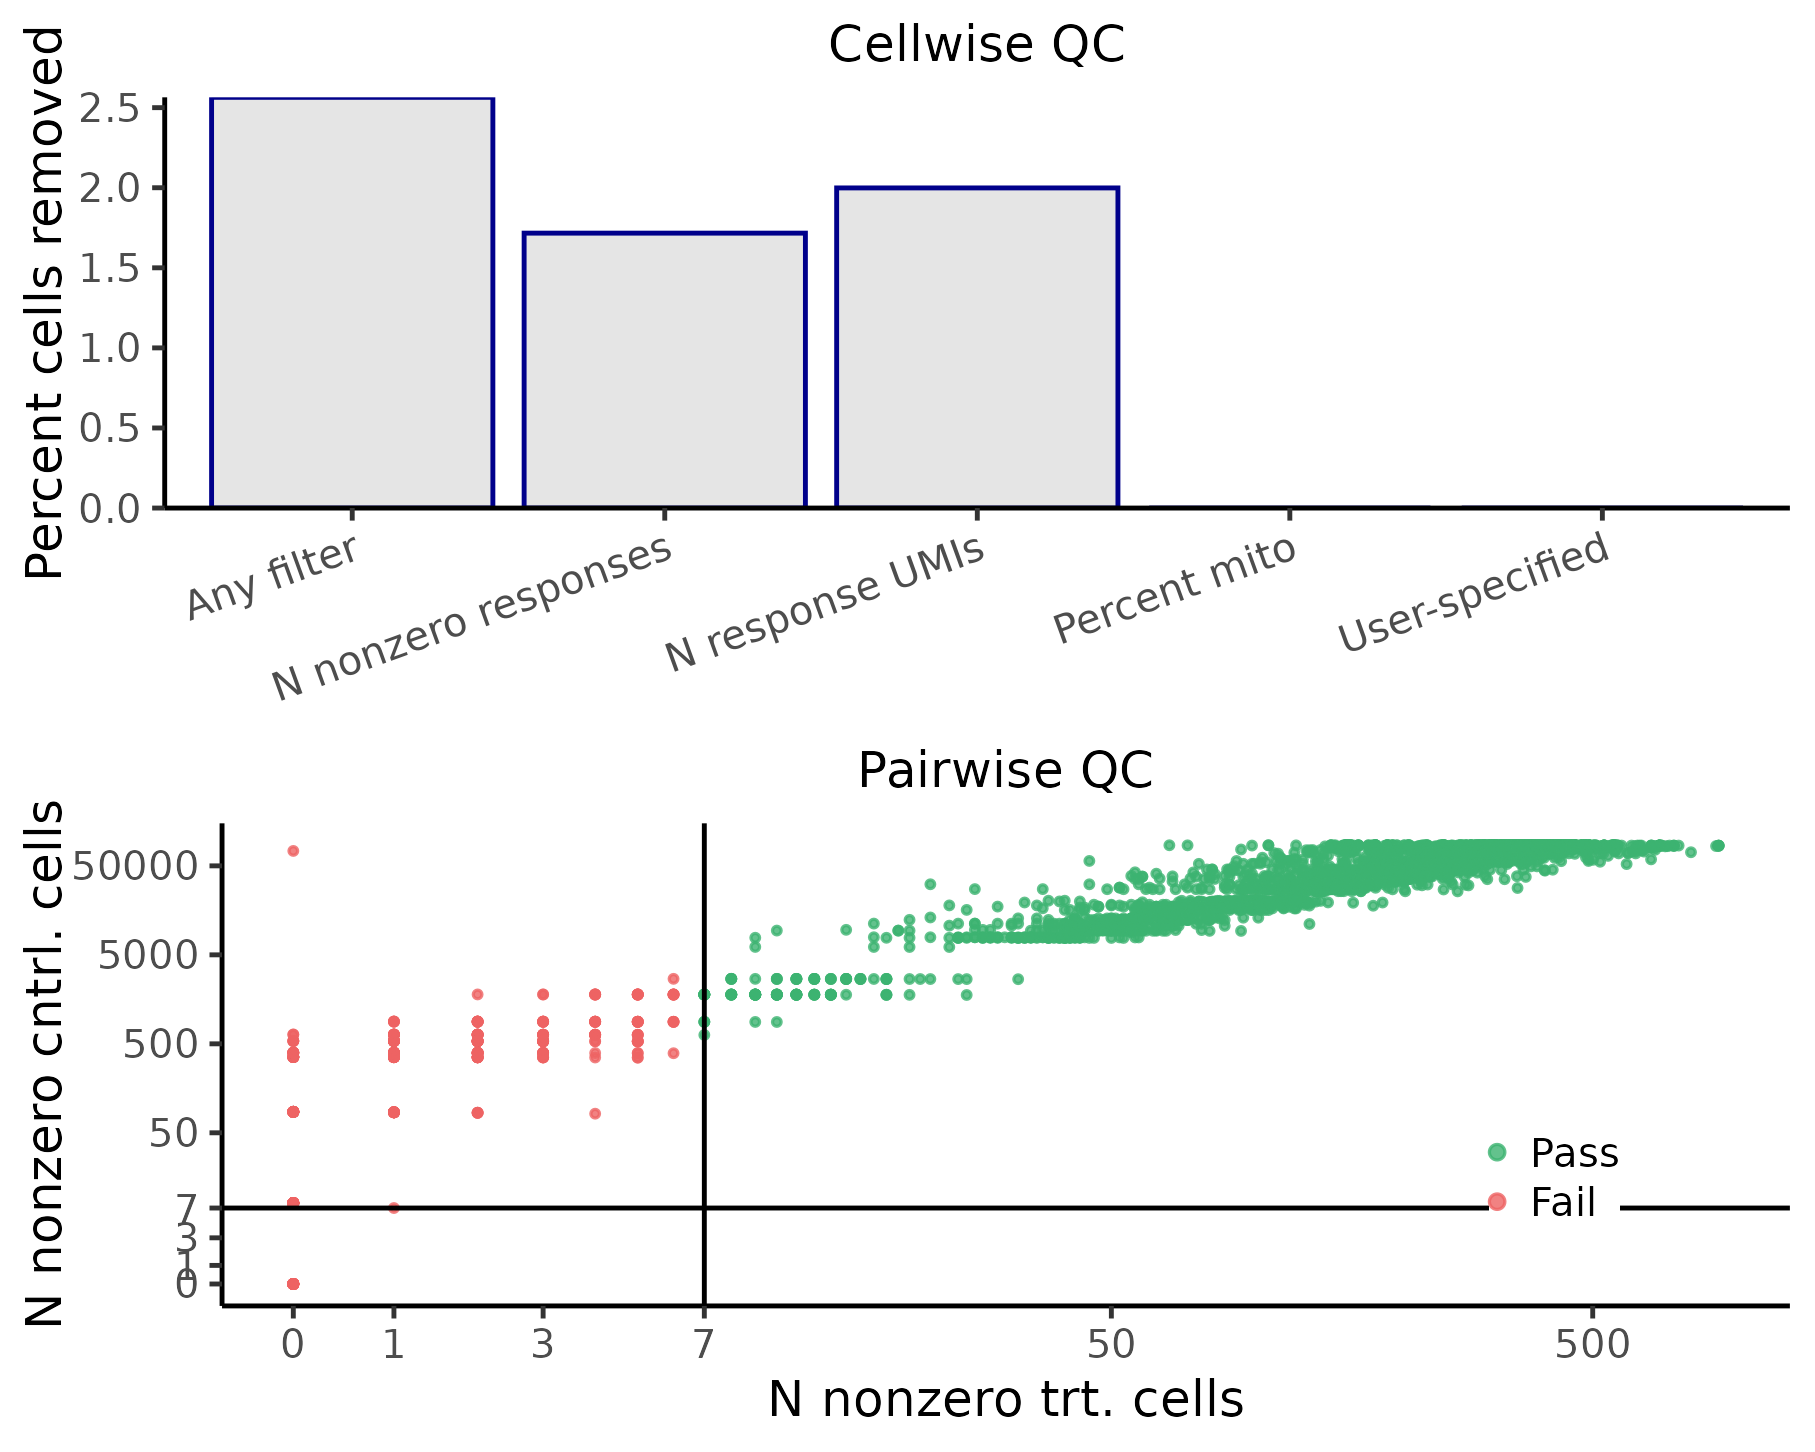 Cellwise QC
Percent cells removed
2.5
2.0
1.5
1.0
0.5
0.0
Any filter
N nonzero responses
N response UMIs
Percent mito
User-specified
Pairwise QC
N nonzero cntrl. cells
50000
5000
500
50
7
3
1
0
Pass
Fail
0 1 3 7 50 500
N nonzero trt. cells